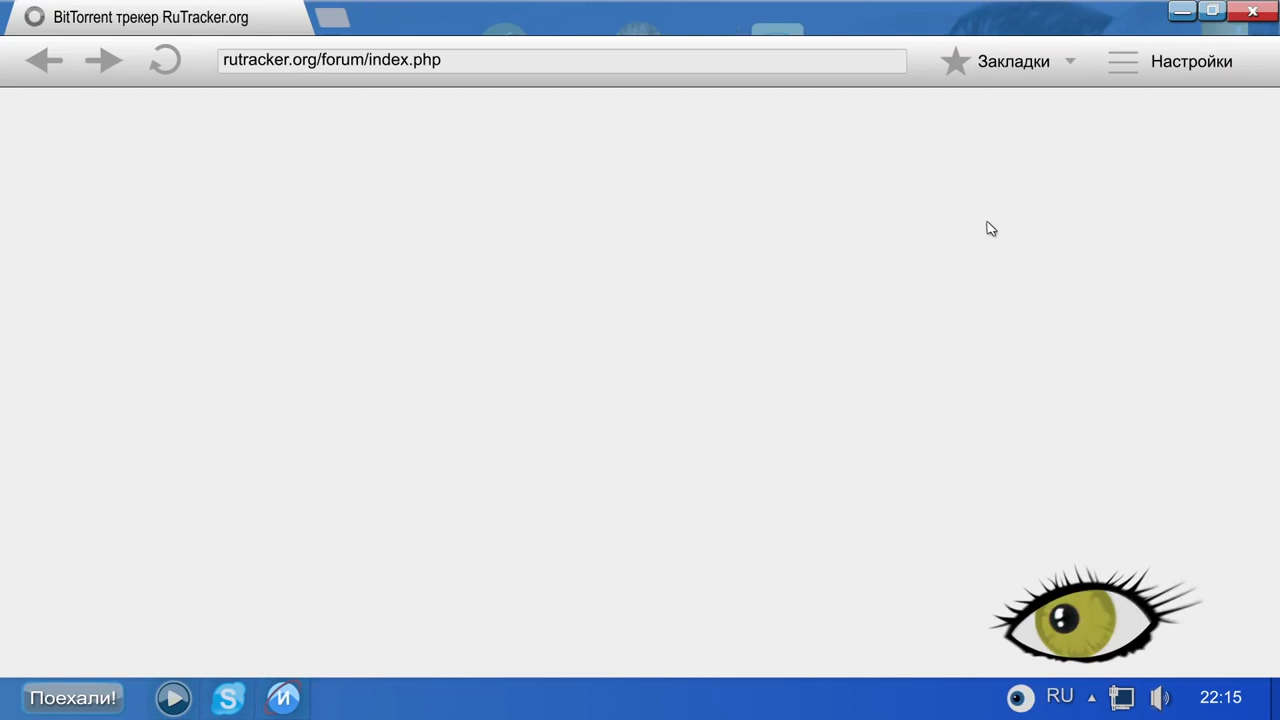 BitTorrent трекер RuTracker.org
rutracker.org/forum/index.php
Закладки
Настройки
Поехали!
S
И
RU
22:15